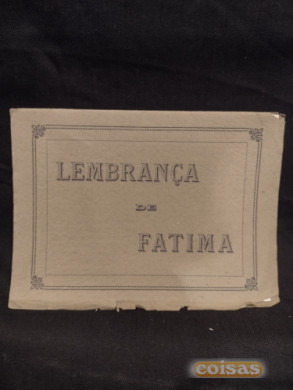 LEMBRANÇA
DE
FATIMA
coisas